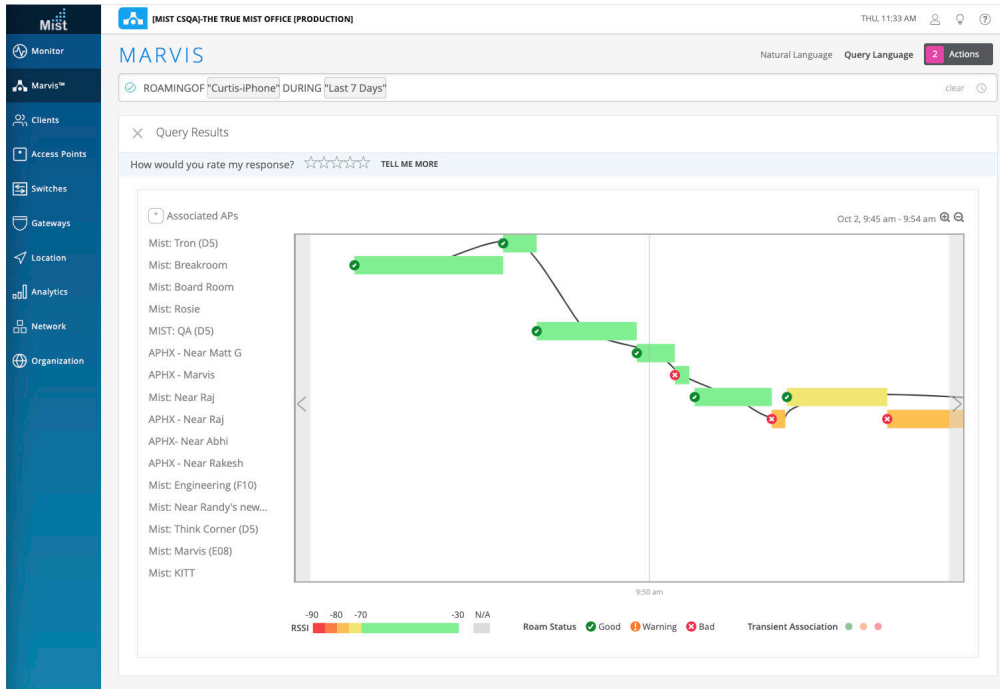 Mist
[MIST CSQA]-THE TRUE MIST OFFICE [PRODUCTION]
THU, 11:33 AM
Monitor
Marvis™
Clients
Access Points
Switches
Gateways
Location
Analytics
Network
Organization
MARVIS
Natural Language Query Language 2 Actions
ROAMINGOF "Curtis-iPhone" DURING "Last 7 Days"
clear
Query Results
How would you rate my response? TELL ME MORE
Associated APs
Oct 2, 9:45 am - 9:54 am
Mist: Tron (D5)
Mist: Breakroom
Mist: Board Room
Mist: Rosie
MIST: QA (D5)
APHX - Near Matt G
APHX - Marvis
Mist: Near Raj
APHX - Near Raj
APHX- Near Abhi
APHX - Near Rakesh
Mist: Engineering (F10)
Mist: Near Randy's new...
Mist: Think Corner (D5)
Mist: Marvis (E08)
Mist: KITT
9:50 am
-90 -80 -70 -30 N/A
RSSI
Roam Status Good Warning Bad
Transient Association